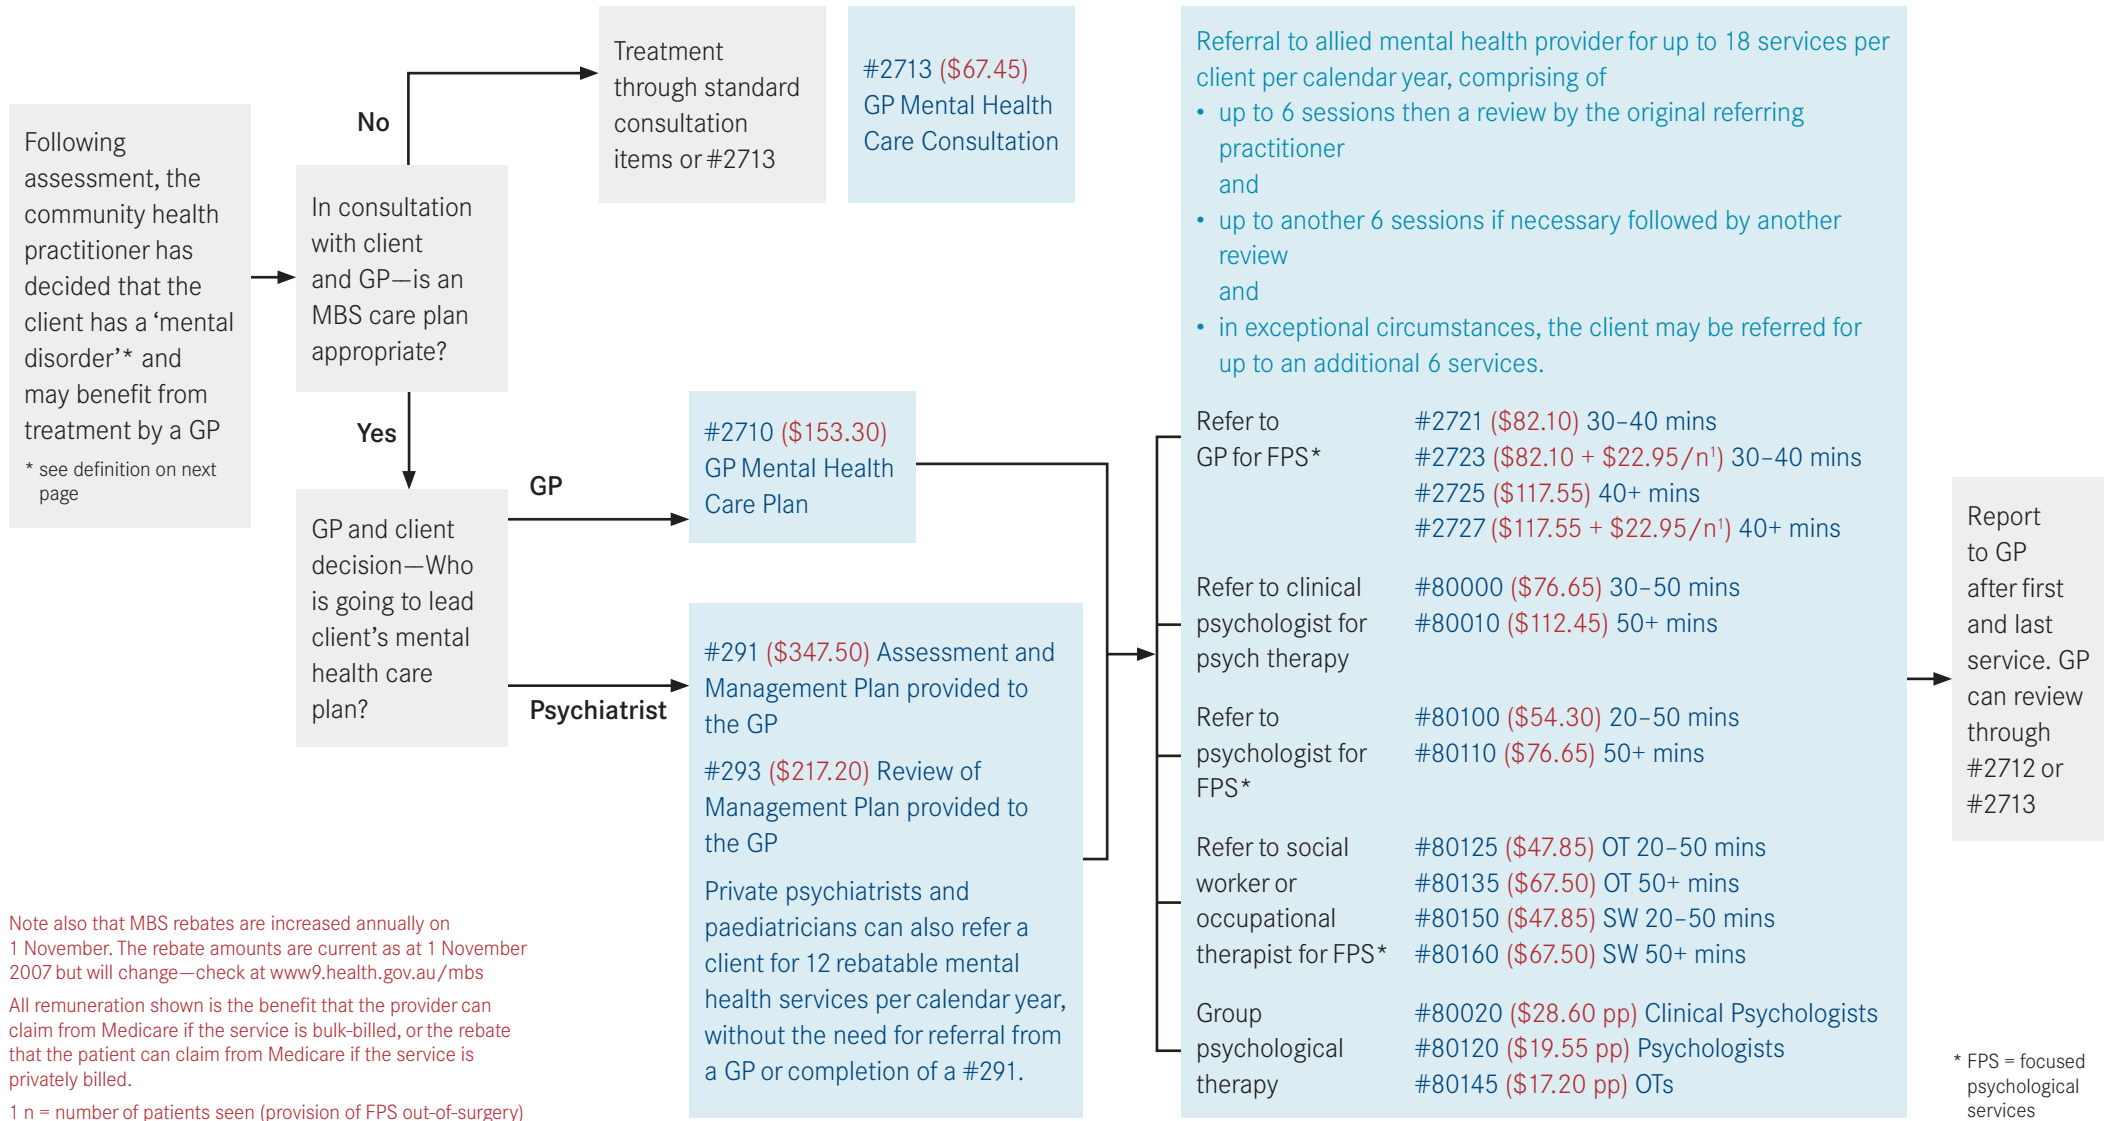 Following
assessment, the
community health
practitioner has
decided that the
client has a ‘mental
disorder’* and
may benefit from
treatment by a GP
* see definition on next
page
No
In consultation
with client
and GP—is an
MBS care plan
appropriate?
Yes
GP and client
decision—Who
is going to lead
client’s mental
health care
plan?
Treatment
through standard
consultation
items or #2713
#2713 ($67.45)
GP Mental Health
Care Consultation
GP
#2710 ($153.30)
GP Mental Health
Care Plan
Psychiatrist
#291 ($347.50) Assessment and
Management Plan provided to
the GP
#293 ($217.20) Review of
Management Plan provided to
the GP
Private psychiatrists and
paediatricians can also refer a
client for 12 rebatable mental
health services per calendar year,
without the need for referral from
a GP or completion of a #291.
Referral to allied mental health provider for up to 18 services per
client per calendar year, comprising of
• up to 6 sessions then a review by the original referring
practitioner
and
• up to another 6 sessions if necessary followed by another
review
and
• in exceptional circumstances, the client may be referred for
up to an additional 6 services.
Refer to
GP for FPS*
#2721 ($82.10) 30–40 mins
#2723 ($82.10 + $22.95/n¹) 30–40 mins
#2725 ($117.55) 40+ mins
#2727 ($117.55 + $22.95/n¹) 40+ mins
Refer to clinical
psychologist for
psych therapy
#80000 ($76.65) 30–50 mins
#80010 ($112.45) 50+ mins
Refer to
psychologist for
FPS*
#80100 ($54.30) 20–50 mins
#80110 ($76.65) 50+ mins
Refer to social
worker or
occupational
therapist for FPS*
#80125 ($47.85) OT 20–50 mins
#80135 ($67.50) OT 50+ mins
#80150 ($47.85) SW 20–50 mins
#80160 ($67.50) SW 50+ mins
Group
psychological
therapy
#80020 ($28.60 pp) Clinical Psychologists
#80120 ($19.55 pp) Psychologists
#80145 ($17.20 pp) OTs
Report
to GP
after first
and last
service. GP
can review
through
#2712 or
#2713
Note also that MBS rebates are increased annually on
1 November. The rebate amounts are current as at 1 November
2007 but will change—check at www9.health.gov.au/mbs
All remuneration shown is the benefit that the provider can
claim from Medicare if the service is bulk-billed, or the rebate
that the patient can claim from Medicare if the service is
privately billed.
1 n = number of patients seen (provision of FPS out-of-surgery)
* FPS = focused
psychological
services